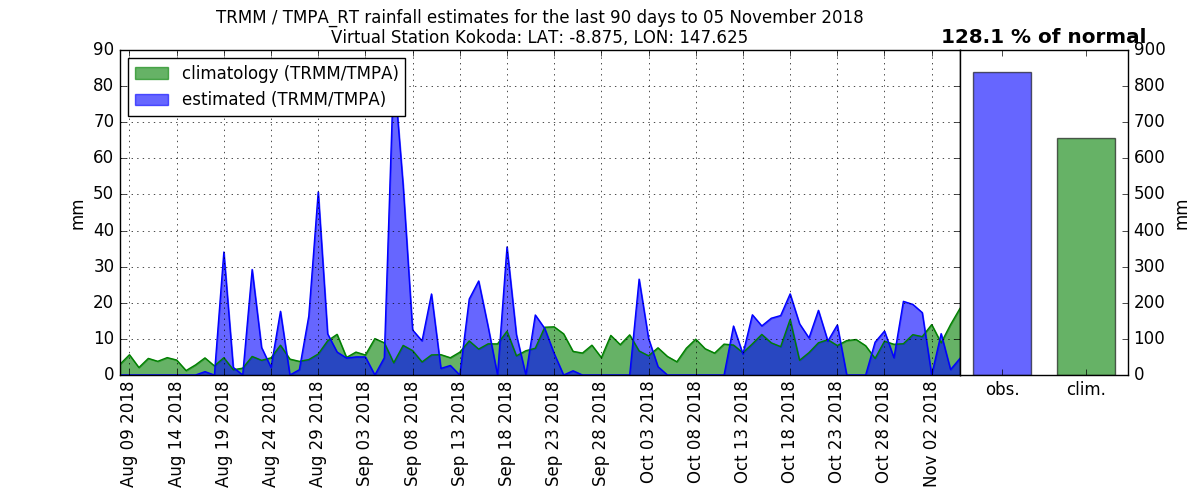 TRMM / TMPA_RT rainfall estimates for the last 90 days to 05 November 2018
Virtual Station Kokoda: LAT: -8.875, LON: 147.625
128.1 % of normal
climatology (TRMM/TMPA)
estimated (TRMM/TMPA)
mm
90
80
70
60
50
40
30
20
10
0
Aug 09 2018
Aug 14 2018
Aug 19 2018
Aug 24 2018
Aug 29 2018
Sep 03 2018
Sep 08 2018
Sep 13 2018
Sep 18 2018
Sep 23 2018
Sep 28 2018
Oct 03 2018
Oct 08 2018
Oct 13 2018
Oct 18 2018
Oct 23 2018
Oct 28 2018
Nov 02 2018
obs.
clim.
900
800
700
600
500
400
300
200
100
0
mm